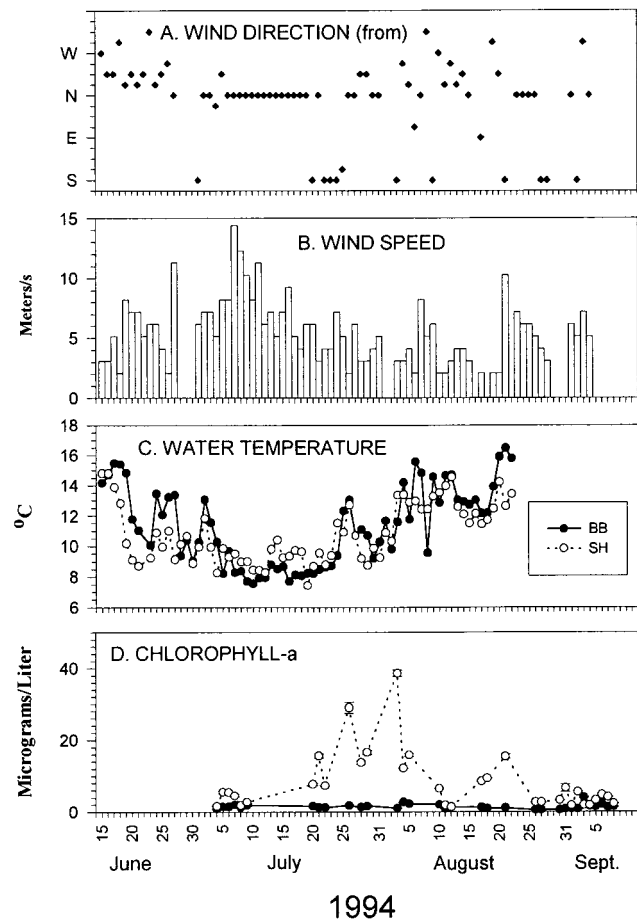 A. WIND DIRECTION (from)
W
N
E
S
B. WIND SPEED
Meters/s
15
10
5
0
C. WATER TEMPERATURE
ºC
18
16
14
12
10
8
6
BB
SH
D. CHLOROPHYLL-a
Micrograms/Liter
40
20
0
15 20 25 5 10 15 20 25 31 5 10 15 20 25 31 5
June July August Sept.
1994